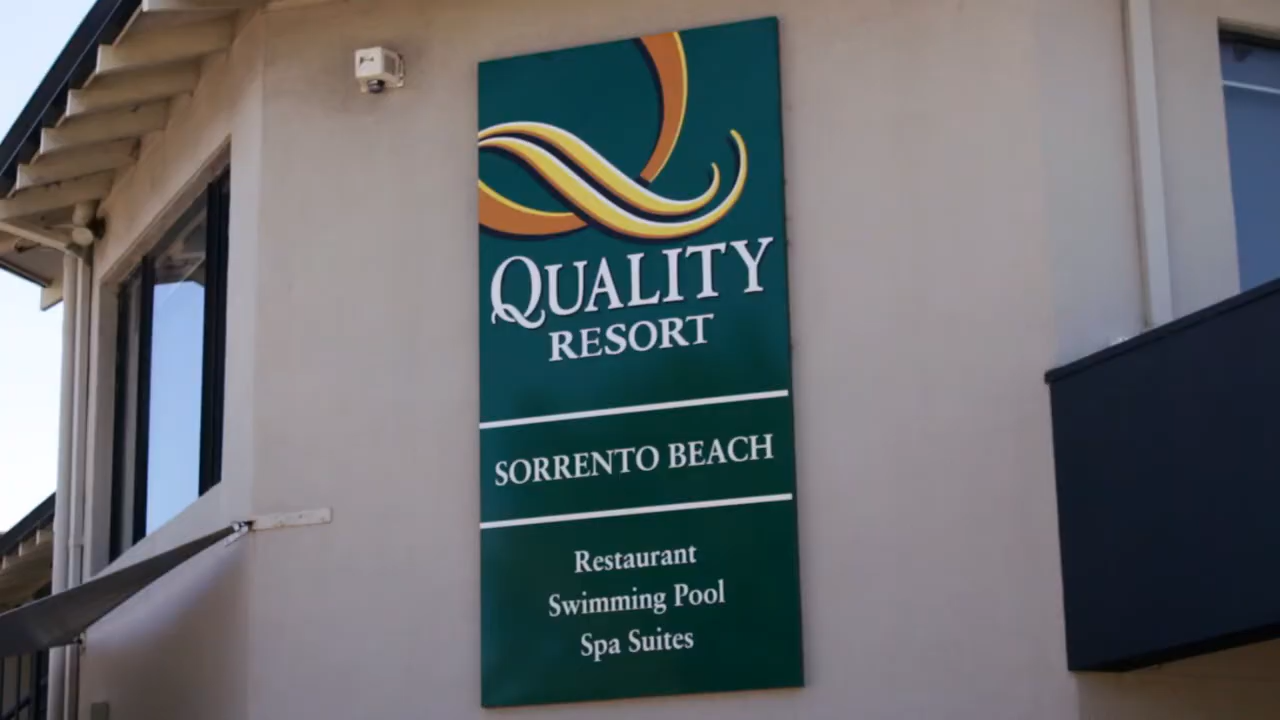 QUALITY
RESORT
SORRENTO BEACH
Restaurant
Swimming Pool
Spa Suites